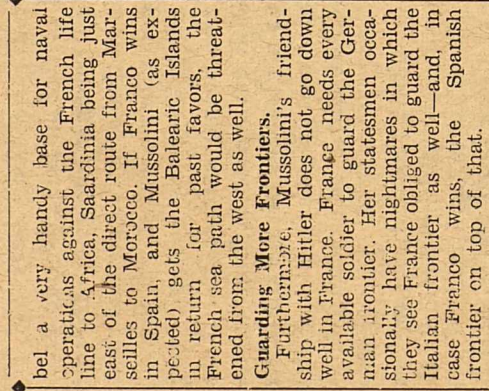 bel a very handy base for naval
operations against the French life
line to Africa, Saardinia being just
east of the direct route from Mar-
seilles to Morocco. If Franco wins
in Spain, and Mussolini (as ex-
pected) gets the Balearic Islands
in return for past favors, the
French sea path would be threat-
ened from the west as well.
Guarding More Frontiers.
Furthermore, Mussolini's friend-
ship with Hitler does not go down
well in France. France needs every
available soldier to guard the Ger-
man frontier. Her statesmen occa-
sionally have nightmares in which
they see France obliged to guard the
Italian frontier as well—and, in
case Franco wins, the Spanish
frontier on top of that.